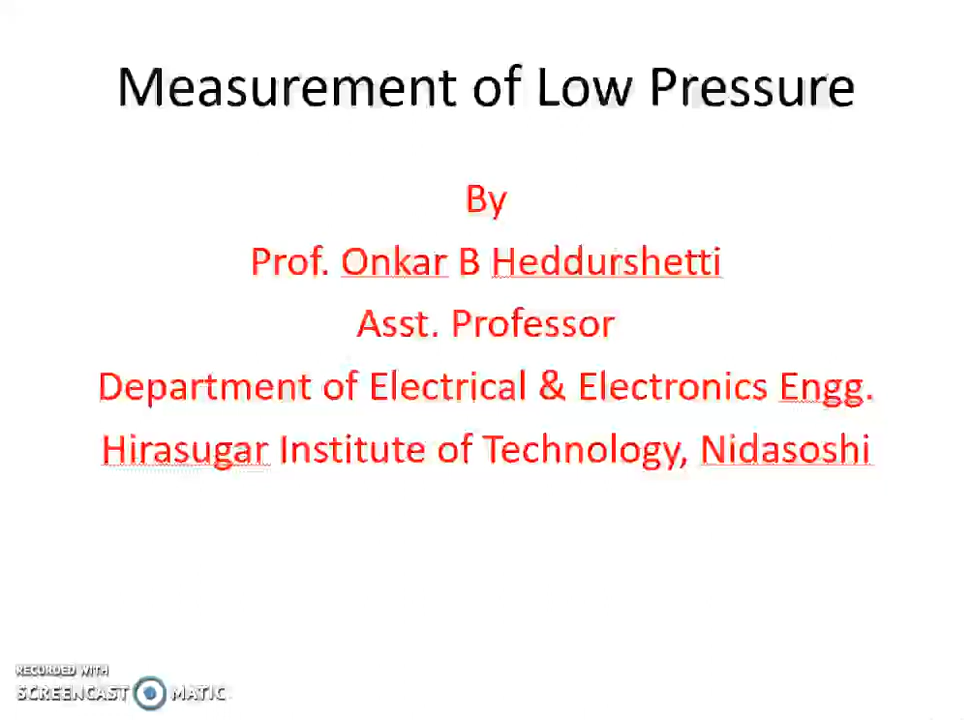 Measurement of Low Pressure
By
Prof. Onkar B Heddurshetti
Asst. Professor
Department of Electrical & Electronics Engg.
Hirasugar Institute of Technology, Nidasoshi
RECORDED WITH
SCREENCAST MATIC